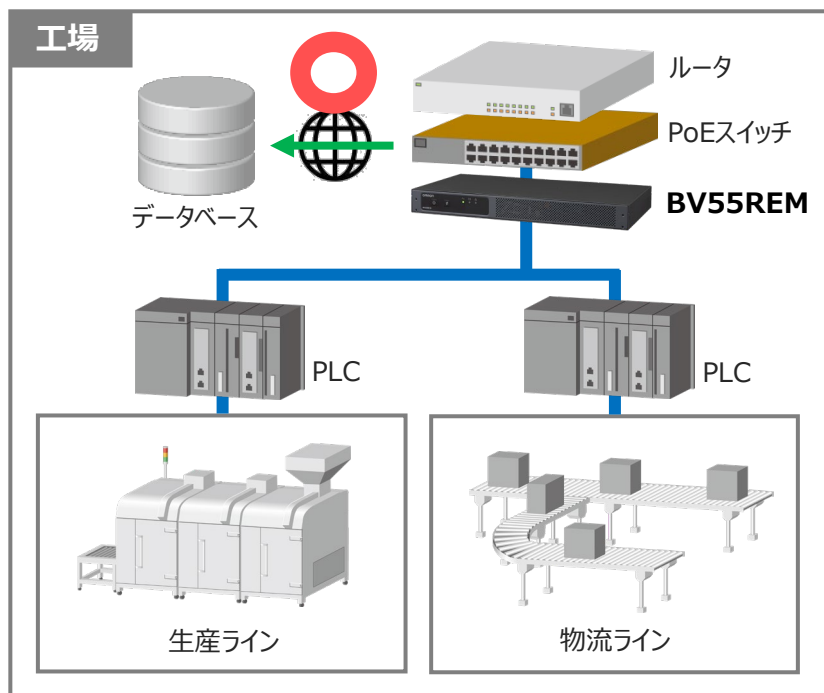 工場
ルータ
PoEスイッチ
データベース
BV55REM
PLC
PLC
生産ライン
物流ライン